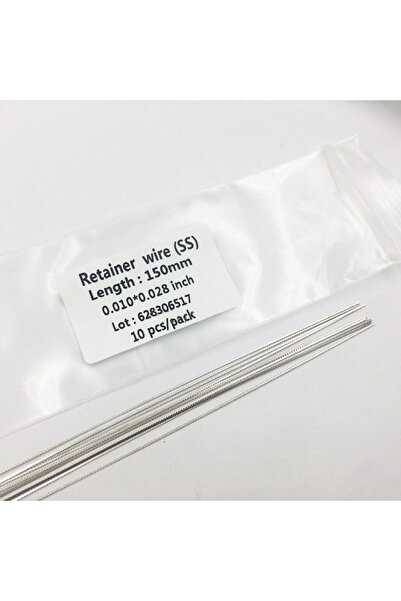 Retainer wire (SS)
Length : 150mm
0.010*0.028 inch
Lot : 628306517
10 pcs/pack